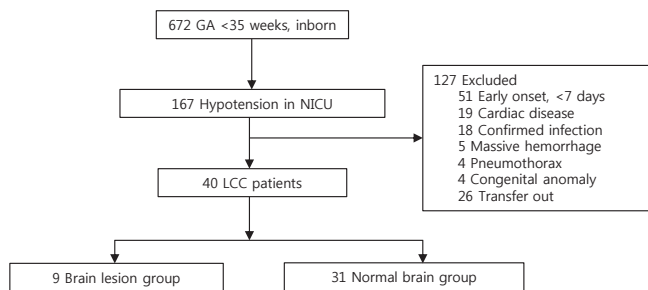 672 GA <35 weeks, inborn
167 Hypotension in NICU
127 Excluded
51 Early onset, <7 days
19 Cardiac disease
18 Confirmed infection
5 Massive hemorrhage
4 Pneumothorax
4 Congenital anomaly
26 Transfer out
40 LCC patients
9 Brain lesion group
31 Normal brain group